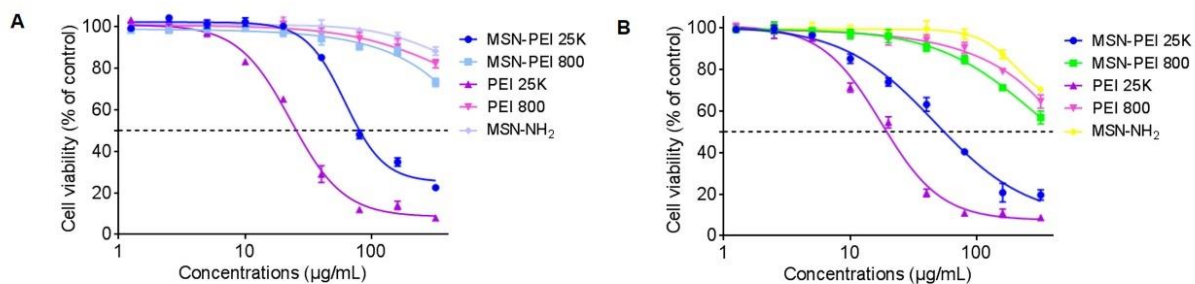 A
Cell viability (% of control)
100
80
60
40
20
0
1
10
100
Concentrations (µg/mL)
MSN-PEI 25K
MSN-PEI 800
PEI 25K
PEI 800
MSN-NH₂
B
Cell viability (% of control)
100
80
60
40
20
0
1
10
100
Concentrations (µg/mL)
MSN-PEI 25K
MSN-PEI 800
PEI 25K
PEI 800
MSN-NH₂